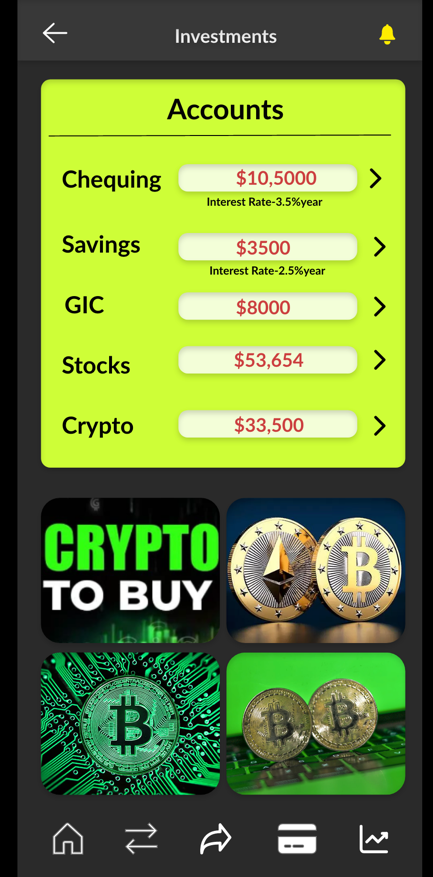 Investments
Accounts
Chequing $10,5000
Interest Rate-3.5%year
Savings $3500
Interest Rate-2.5%year
GIC $8000
Stocks $53,654
Crypto $33,500
CRYPTO
TO BUY